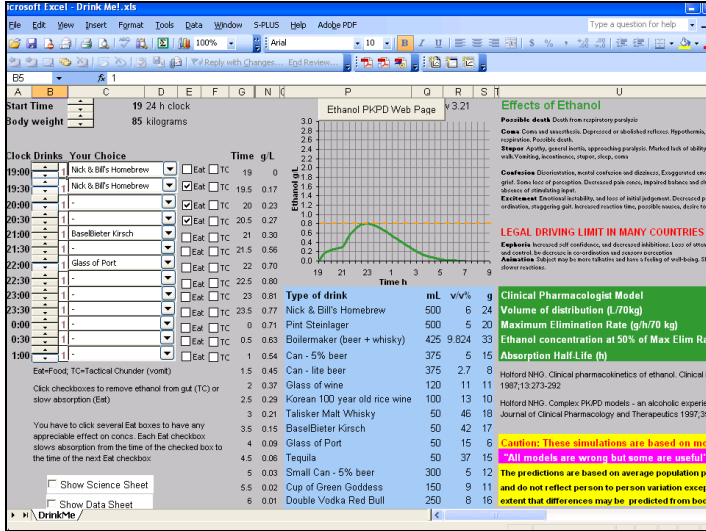 icrosoft Excel - Drink Me!.xls
Edit View Insert Format Tools Data Window S-PLUS Help Adobe PDF
Type a question for help
100% Arial 10 B I U
Reply with Changes... End Review...
B5 fx 1
A B C D E F G N P Q R S U
Start Time 19 24 h clock
Body weight 85 kilograms
Ethanol PKPD Web Page
v 3.21
Clock Drinks Your Choice Time g/L
19:00 1 Nick & Bill's Homebrew Eat TC 19 0
19:30 1 Nick & Bill's Homebrew Eat TC 19.5 0.17
20:00 1 - Eat TC 20 0.23
20:30 1 - Eat TC 20.5 0.27
21:00 1 BaselBieter Kirsch Eat TC 21 0.30
21:30 1 - Eat TC 21.5 0.56
22:00 1 Glass of Port Eat TC 22 0.70
22:30 1 - Eat TC 22.5 0.80
23:00 1 - Eat TC 23 0.81
23:30 1 - Eat TC 23.5 0.77
0:00 1 - Eat TC 0 0.71
0:30 1 - Eat TC 0.5 0.63
1:00 1 - Eat TC 1 0.54
Eat=Food; TC=Tactical Chunder (vomit) 1.5 0.45
2 0.37
Click checkboxes to remove ethanol from gut (TC) or 2.5 0.29
slow absorption (Eat)
3 0.21
You have to click several Eat boxes to have any 3.5 0.15
appreciable effect on concs. Each Eat checkbox
slows absorption from the time of the checked box to 4 0.09
the time of the next Eat checkbox 4.5 0.06
5 0.03
Show Science Sheet 5.5 0.02
Show Data Sheet 6 0.01
Ethanol g/L
3.0
2.8
2.6
2.4
2.2
2.0
1.8
1.6
1.4
1.2
1.0
0.8
0.6
0.4
0.2
0.0
19 21 23 1 3 5 7 9
Time h
Type of drink mL v/v% g
Nick & Bill's Homebrew 500 6 24
Pint Steinlager 500 5 20
Boilermaker (beer + whisky) 425 9.824 33
Can - 5% beer 375 5 15
Can - lite beer 375 2.7 8
Glass of wine 120 11 11
Korean 100 year old rice wine 100 13 10
Talisker Malt Whisky 50 46 18
BaselBieter Kirsch 50 42 17
Glass of Port 50 15 6
Tequila 50 37 15
Small Can - 5% beer 300 5 12
Cup of Green Goddess 150 9 11
Double Vodka Red Bull 250 8 16
Effects of Ethanol
Possible death Death from respiratory paralysis
Coma Coma and anaesthesia. Depressed or abolished reflexes. Hypothermia,
respiration. Possible death.
Stupor Apathy, general inertia, approaching paralysis. Marked lack of ability
walk. Vomiting, incontinence, stupor, sleep, coma
Confusion Disorientation, mental confusion and dizziness, Exaggerated emo
grief. Some loss of perception. Decreased pain sence, impaired balance and sl
absence of stimulating input.
Excitement Emotional instability, and loss of initial judgement. Decreased p
ordination, staggering gait. Increased reaction time, possible nausea, desire to
LEGAL DRIVING LIMIT IN MANY COUNTRIES
Euphoria Increased self confidence, and decreased inhibitions. Loss of atten
and control. by decrease in co-ordination and sensory perception
Animation Subject may be more talkative and have a feeling of well-being. Sl
slower reactions.
Clinical Pharmacologist Model
Volume of distribution (L/70kg)
Maximum Elimination Rate (g/h/70 kg)
Ethanol concentration at 50% of Max Elim Ra
Absorption Half-Life (h)
Holford NHG. Clinical pharmacokinetics of ethanol. Clinical
1987;13:273-292
Holford NHG. Complex PK/PD models - an alcoholic experie
Journal of Clinical Pharmacology and Therapeutics 1997;3
Caution: These simulations are based on mo
"All models are wrong but some are useful"
The predictions are based on average population p
and do not reflect person to person variation excep
extent that differences may be predicted from bod
DrinkMe